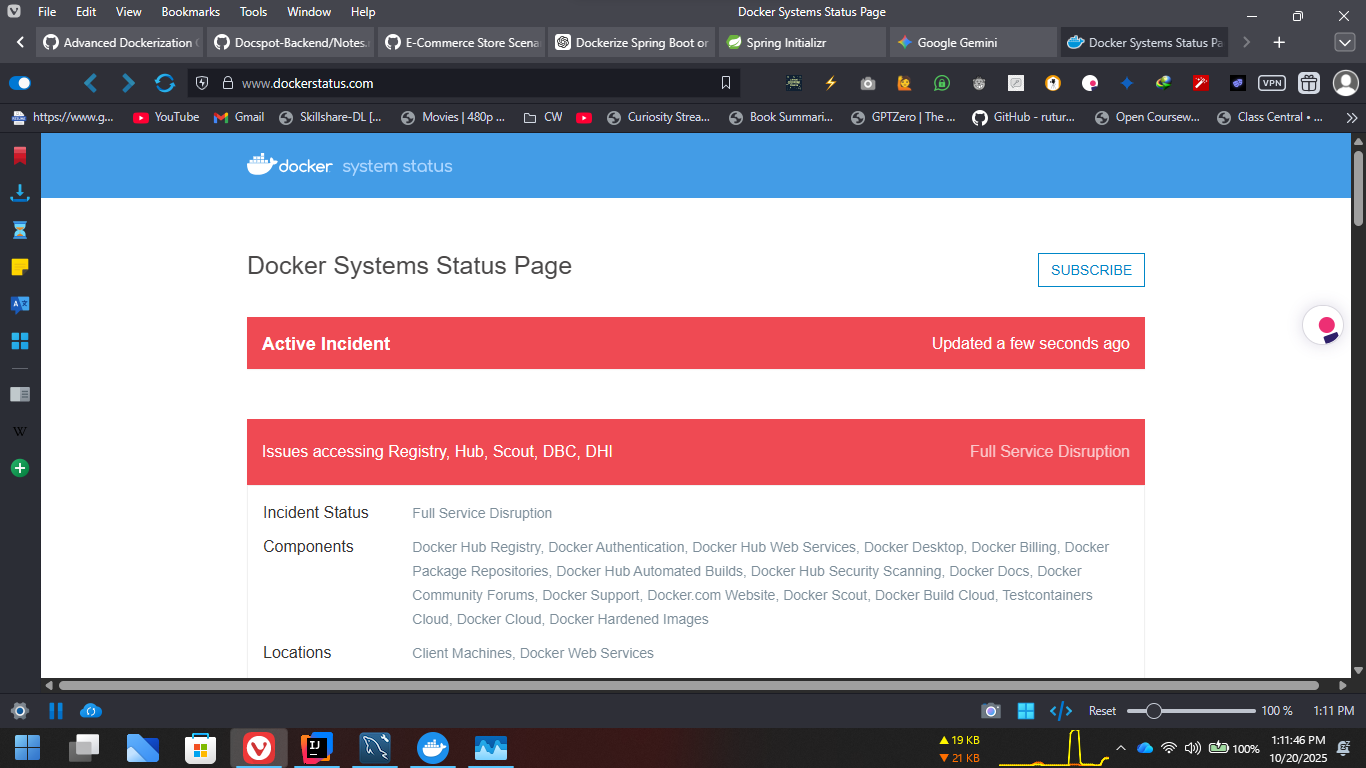 File Edit View Bookmarks Tools Window Help
Docker Systems Status Page
Advanced Dockerization
Docspot-Backend/Notes.
E-Commerce Store Scena
Dockerize Spring Boot or
Spring Initializr
Google Gemini
Docker Systems Status Pa
www.dockerstatus.com
VPN
https://www.g...
YouTube
Gmail
Skillshare-DL [...
Movies | 480p ...
CW
Curiosity Strea...
Book Summari...
GPTZero | The ...
GitHub - rutur...
Open Coursew...
Class Central • ...
docker system status
Docker Systems Status Page
SUBSCRIBE
Active Incident
Updated a few seconds ago
Issues accessing Registry, Hub, Scout, DBC, DHI
Full Service Disruption
Incident Status
Full Service Disruption
Components
Docker Hub Registry, Docker Authentication, Docker Hub Web Services, Docker Desktop, Docker Billing, Docker
Package Repositories, Docker Hub Automated Builds, Docker Hub Security Scanning, Docker Docs, Docker
Community Forums, Docker Support, Docker.com Website, Docker Scout, Docker Build Cloud, Testcontainers
Cloud, Docker Cloud, Docker Hardened Images
Locations
Client Machines, Docker Web Services
W
Reset
100 %
1:11 PM
19 KB
21 KB
100%
1:11:46 PM
10/20/2025